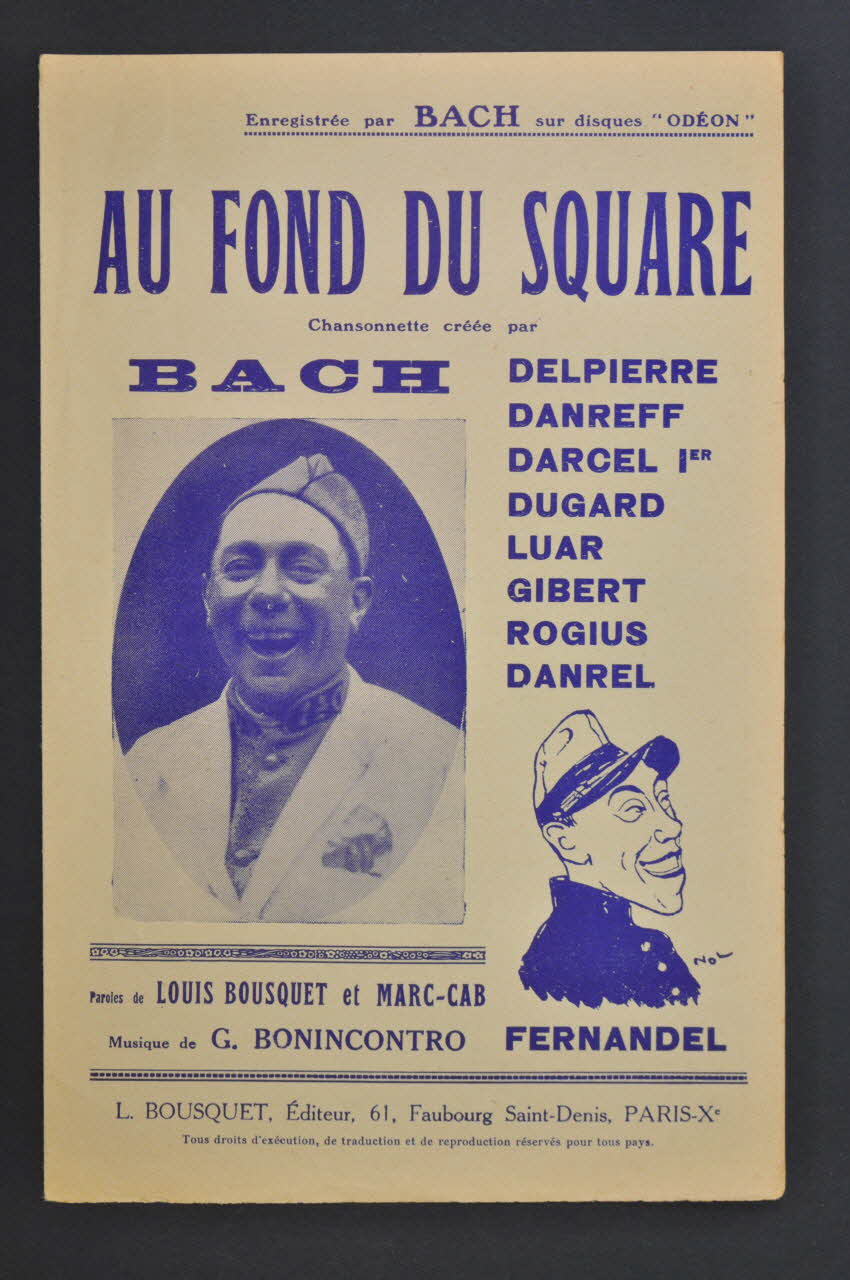 Enregistrée par BACH sur disques "ODÉON"
AU FOND DU SQUARE
Chansonnette créée par
BACH
DELPIERRE
DANREFF
DARCEL IER
DUGARD
LUAR
GIBERT
ROGIUS
DANREL
ZOL
FERNANDEL
Paroles de LOUIS BOUSQUET et MARC-CAB
Musique de G. BONINCONTRO
L. BOUSQUET, Éditeur, 61, Faubourg Saint-Denis, PARIS-Xe
Tous droits d'exécution, de traduction et de reproduction réservés pour tous pays.